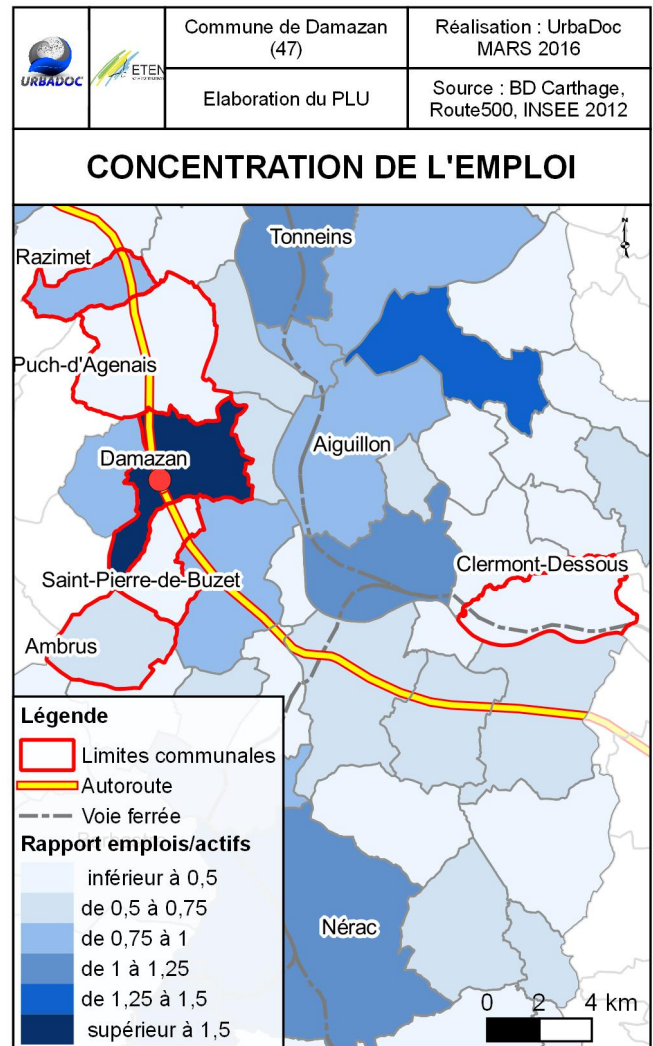 URBADOC
ETEN
Commune de Damazan
(47)
Réalisation : UrbaDoc
MARS 2016
Elaboration du PLU
Source : BD Carthage,
Route500, INSEE 2012
CONCENTRATION DE L'EMPLOI
N
Tonneins
Razimet
Puch-d'Agenais
Aiguillon
Damazan
Clermont-Dessous
Saint-Pierre-de-Buzet
Ambrus
Légende
Limites communales
Autoroute
Voie ferrée
Rapport emplois/actifs
inférieur à 0,5
de 0,5 à 0,75
de 0,75 à 1
de 1 à 1,25
de 1,25 à 1,5
supérieur à 1,5
Nérac
0 2 4 km